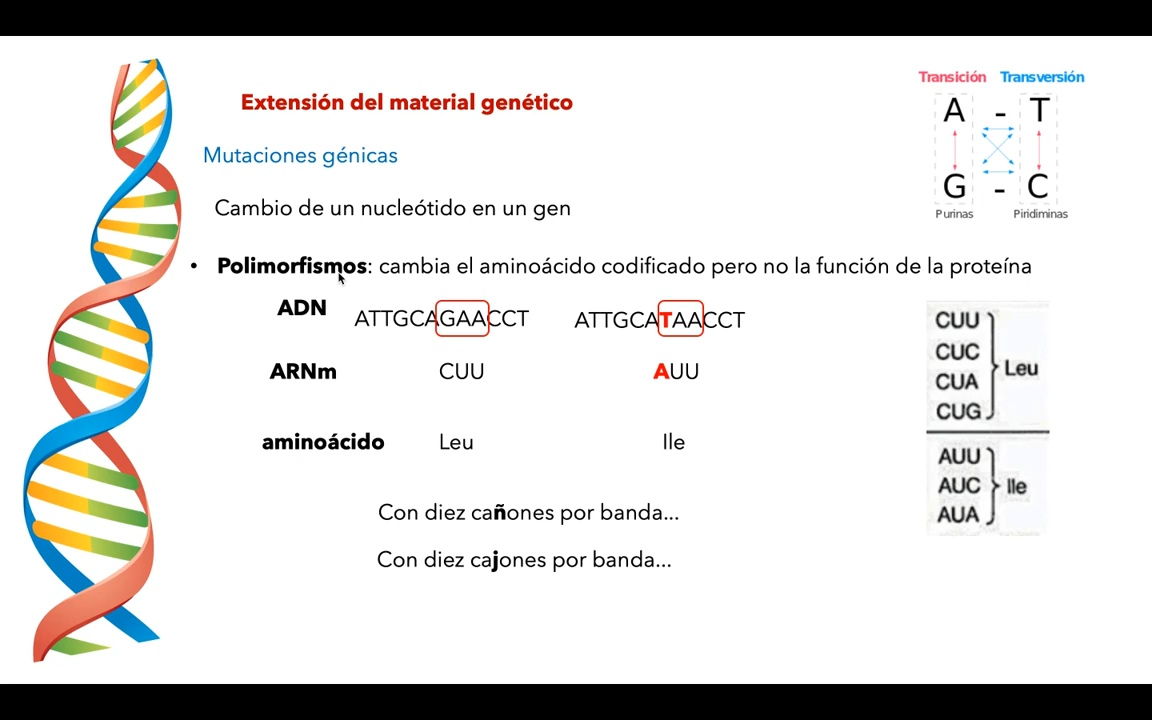 Extensión del material genético
Mutaciones génicas
Cambio de un nucleótido en un gen
• Polimorfismos: cambia el aminoácido codificado pero no la función de la proteína
ADN ATTGCAGAACCT ATTGCATAACCT
ARNm CUU AUU
aminoácido Leu Ile
Con diez cañones por banda...
Con diez cajones por banda...
Transición Transversión
A - T
G - C
Purinas Piridiminas
CUU
CUC
CUA
CUG
Leu
AUU
AUC
AUA
Ile